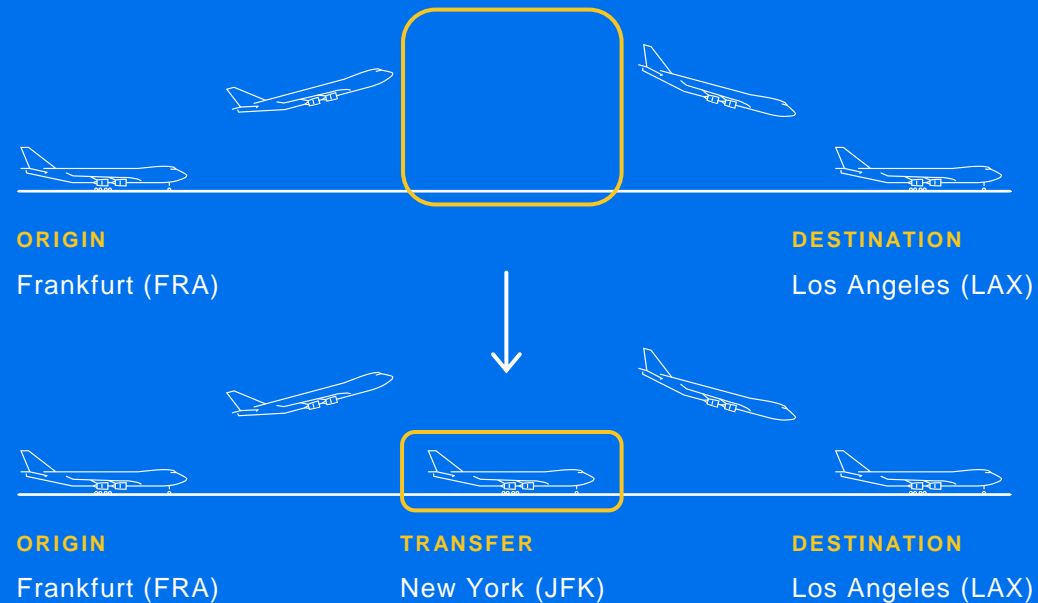 ORIGIN
DESTINATION
Frankfurt (FRA)
Los Angeles (LAX)
ORIGIN
TRANSFER
DESTINATION
Frankfurt (FRA)
New York (JFK)
Los Angeles (LAX)